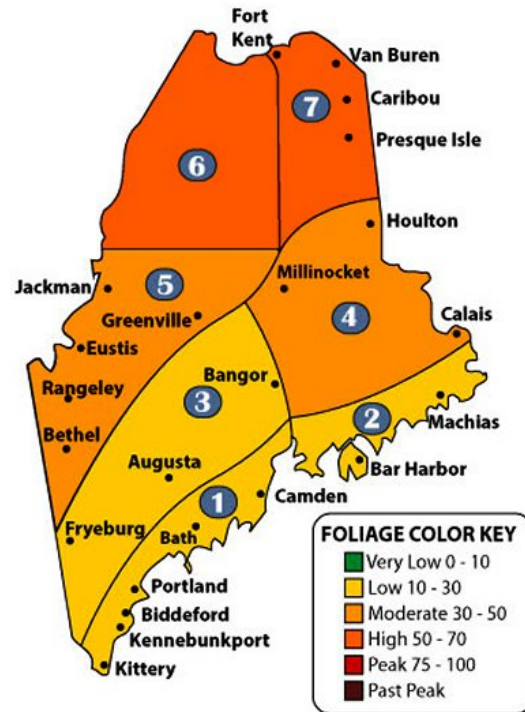 Fort
Kent
Van Buren
Caribou
Presque Isle
7
6
Houlton
Millinocket
Jackman
5
Greenville
4
Calais
Eustis
Rangeley
Bangor
3
Bethel
2
Machias
Bar Harbor
Augusta
1
Camden
Fryeburg
Bath
Portland
Biddeford
Kennebunkport
Kittery
FOLIAGE COLOR KEY
Very Low 0 - 10
Low 10 - 30
Moderate 30 - 50
High 50 - 70
Peak 75 - 100
Past Peak